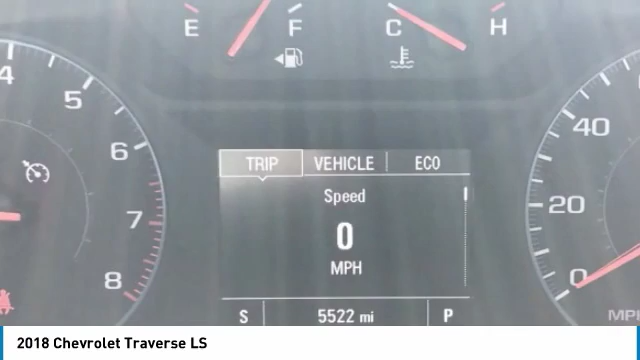 E F C H
4
5
6
7
8
TRIP VEHICLE ECO
Speed
0
MPH
S 5522 mi P
40
20
0
MPH
2018 Chevrolet Traverse LS